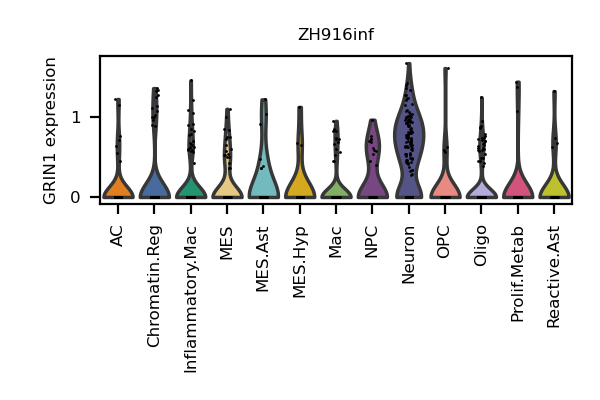 ZH916inf
GRIN1 expression
1
0
AC
Chromatin.Reg
Inflammatory.Mac
MES
MES.Ast
MES.Hyp
Mac
NPC
Neuron
OPC
Oligo
Prolif.Metab
Reactive.Ast